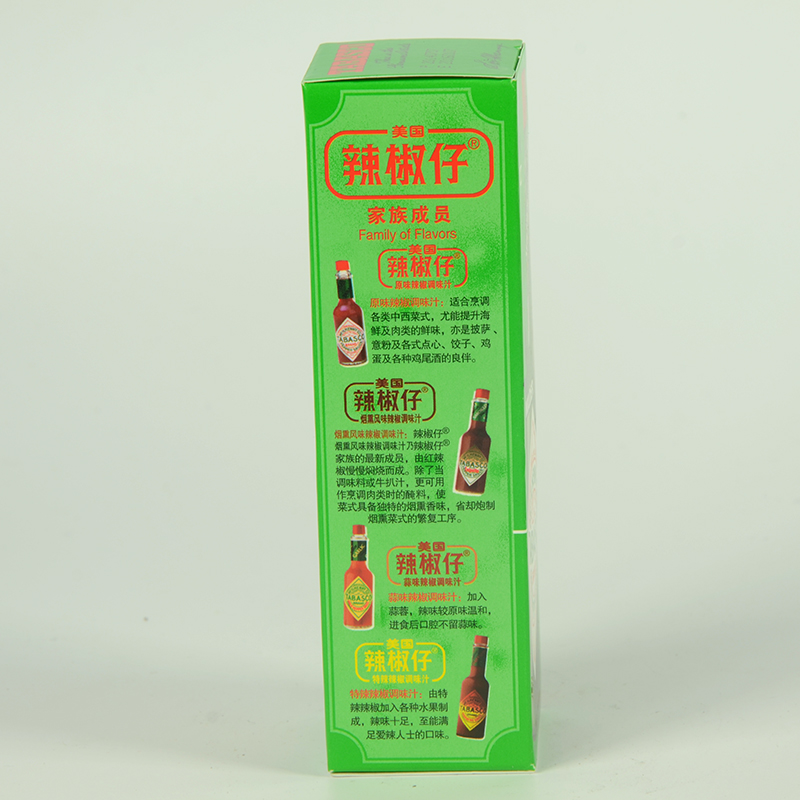 美国
辣椒仔®
家族成员
Family of Flavors
美国
辣椒仔®
原味辣椒调味汁
原味辣椒调味汁：适合烹调
各类中西菜式，尤能提升海
鲜及肉类的鲜味，亦是披萨、
意粉及各式点心、饺子、鸡
蛋及各种鸡尾酒的良伴。
TABASCO
美国
辣椒仔®
烟熏风味辣椒调味汁
烟熏风味辣椒调味汁：辣椒仔®
烟熏风味辣椒调味汁乃辣椒仔®
家族的最新成员，由红辣
椒慢慢焖烧而成。除了当
调味料或牛扒汁，更可用
作烹调肉类时的醃料，使
菜式具备独特的烟熏香味，省却炮制
烟熏菜式的繁复工序。
TABASCO
美国
辣椒仔®
蒜味辣椒调味汁
蒜味辣椒调味汁：加入
蒜蓉，辣味较原味温和，
进食后口腔不留蒜味。
TABASCO
美国
辣椒仔®
特辣辣椒调味汁
特辣辣椒调味汁：由特
辣辣椒加入各种水果制
成，辣味十足，至能满
足爱辣人士的口味。
TABASCO